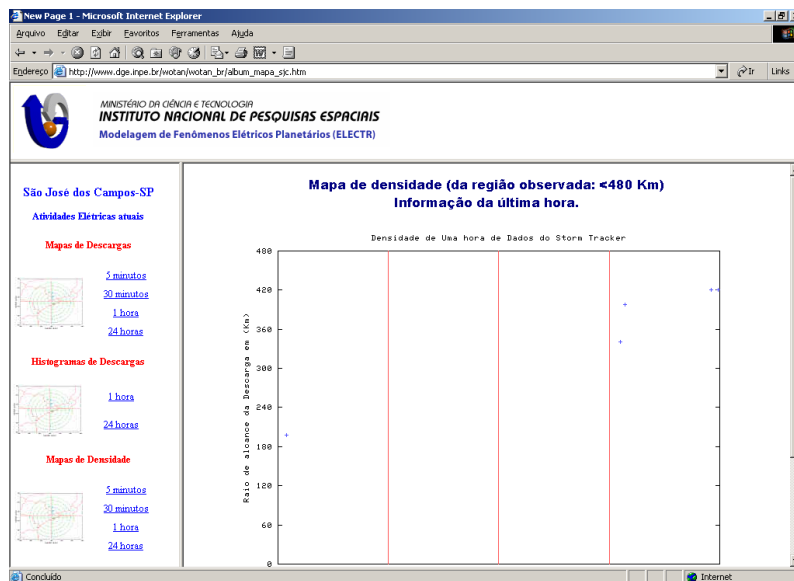 New Page 1 - Microsoft Internet Explorer
Arquivo Editar Exibir Favoritos Ferramentas Ajuda
Endereço http://www.dge.inpe.br/wotan/wotan_br/album_mapa_sjc.htm Ir Links
MINISTÉRIO DA CIÊNCIA E TECNOLOGIA
INSTITUTO NACIONAL DE PESQUISAS ESPACIAIS
Modelagem de Fenômenos Elétricos Planetários (ELECTR)
São José dos Campos-SP
Atividades Elétricas atuais
Mapas de Descargas
5 minutos
30 minutos
1 hora
24 horas
Histogramas de Descargas
1 hora
24 horas
Mapas de Densidade
5 minutos
30 minutos
1 hora
24 horas
Mapa de densidade (da região observada: <480 Km)
Informação da última hora.
Densidade de Uma hora de Dados do Storm Tracker
Raio de alcance da Descarga em (Km)
480
420
360
300
240
180
120
60
0
Concluído Internet